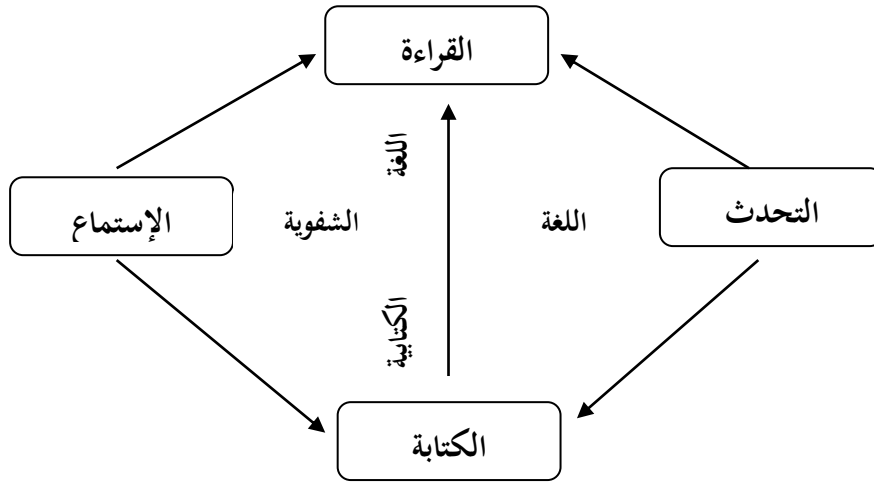 القراءة
اللغة
التحدث
اللغة
الشفوية
الإستماع
الكتابية
الكتابة